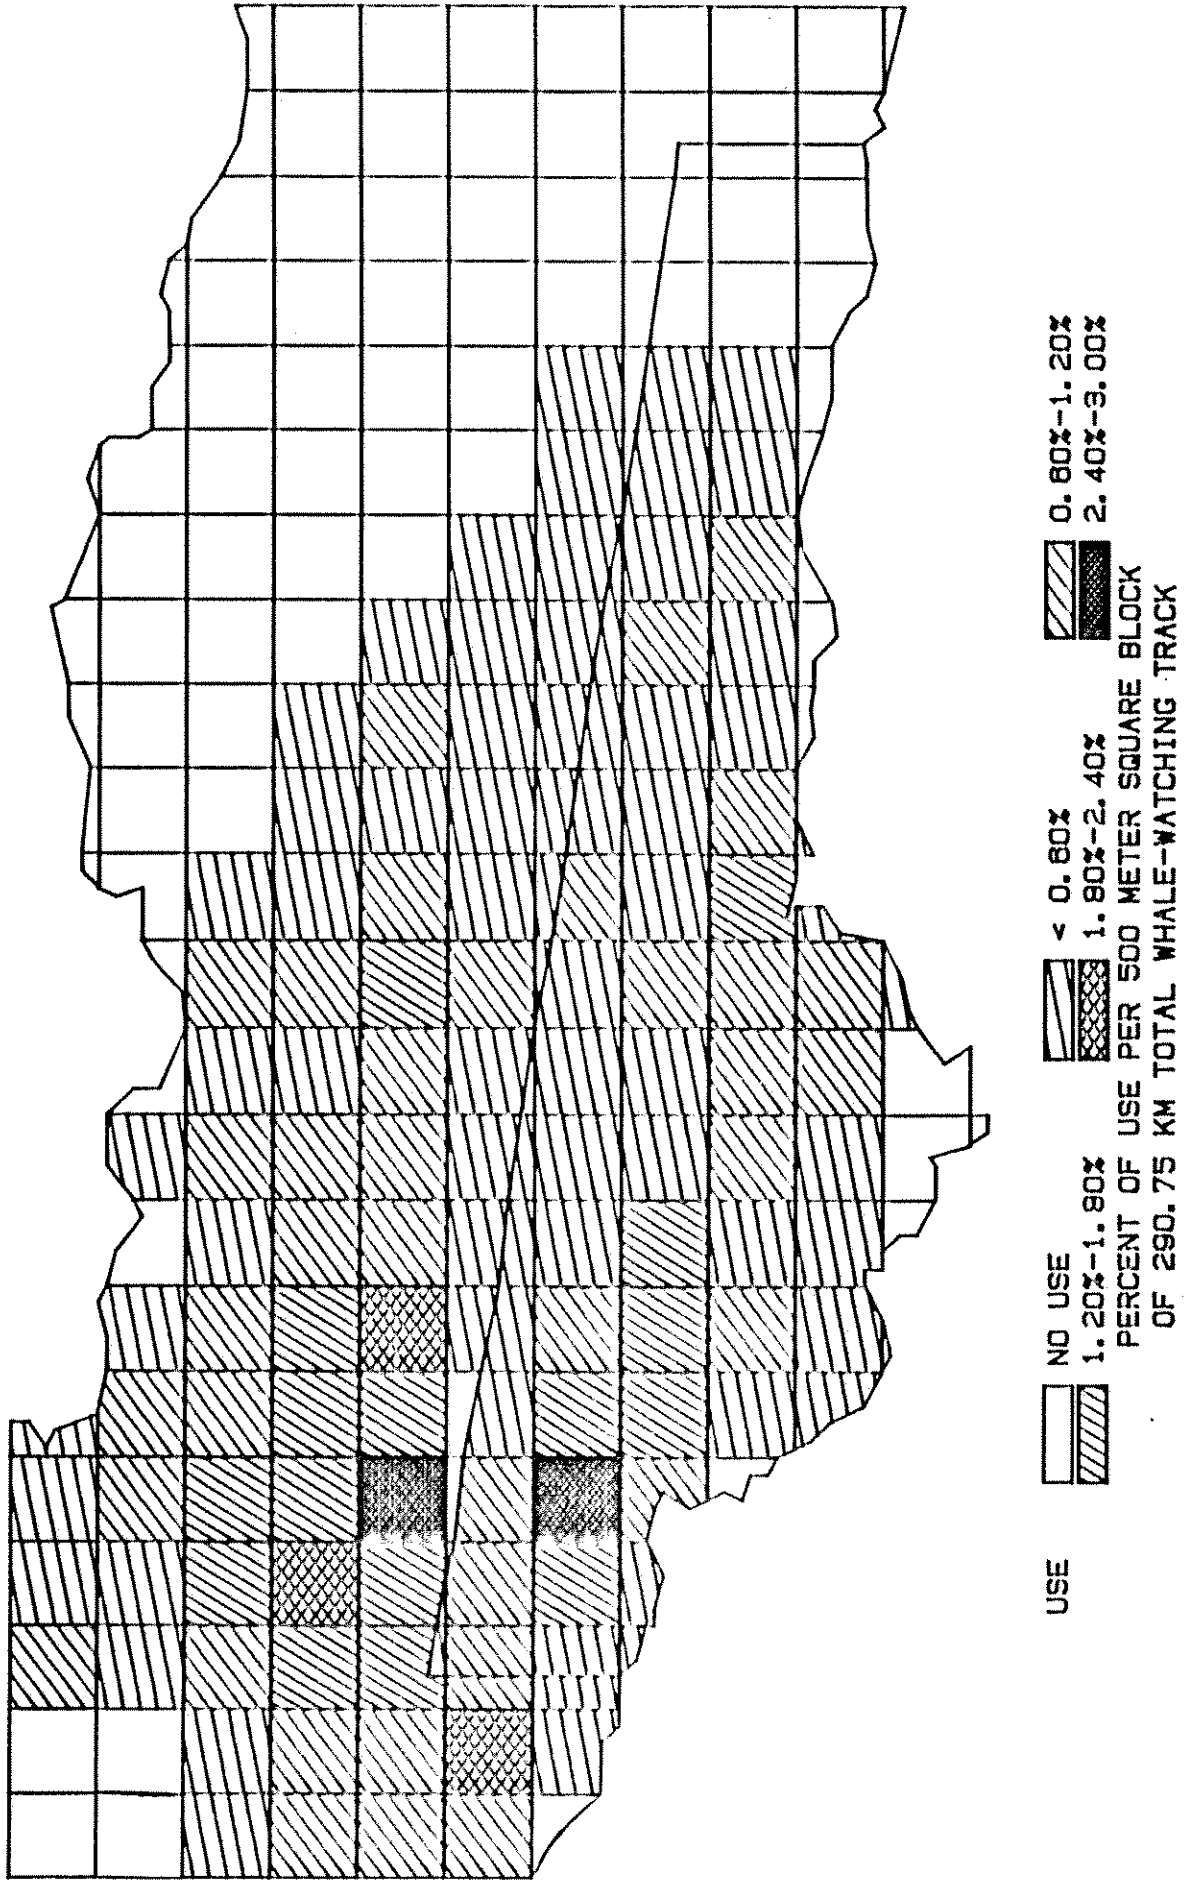 USE NO USE < 0.60% 0.60%-1.20%
1.20%-1.80% 1.80%-2.40% 2.40%-3.00%
PERCENT OF USE PER 500 METER SQUARE BLOCK
OF 290.75 KM TOTAL WHALE-WATCHING TRACK